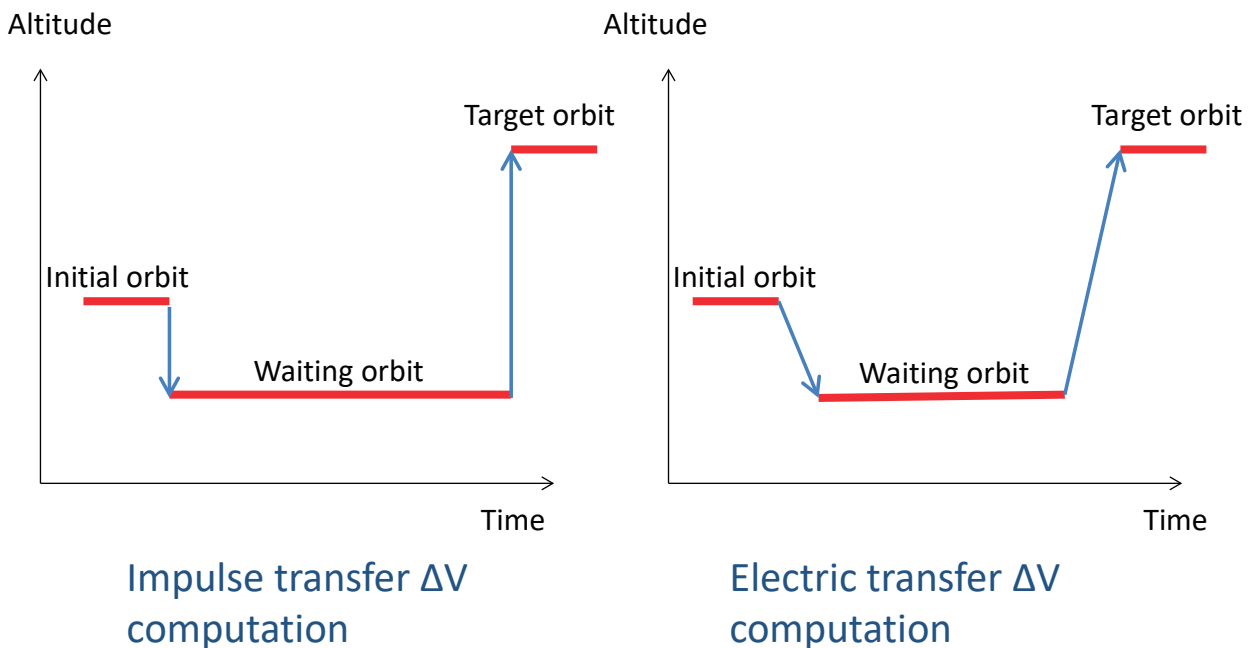 Altitude
Target orbit
Initial orbit
Waiting orbit
Time
Impulse transfer ΔV
computation
Altitude
Target orbit
Initial orbit
Waiting orbit
Time
Electric transfer ΔV
computation